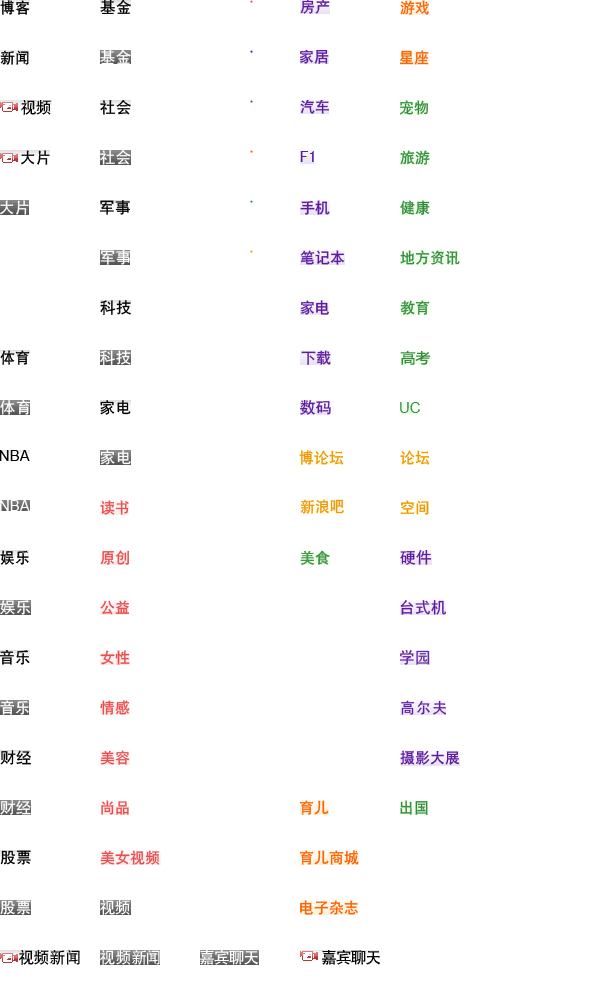 博客 基金 房产 游戏
新闻 基金 家居 星座
视频 社会 汽车 宠物
大片 社会 F1 旅游
大片 军事 手机 健康
军事 笔记本 地方资讯
科技 家电 教育
体育 科技 下载 高考
体育 家电 数码 UC
NBA 家电 博论坛 论坛
NBA 读书 新浪吧 空间
娱乐 原创 美食 硬件
娱乐 公益 台式机
音乐 女性 学园
音乐 情感 高尔夫
财经 美容 摄影大展
财经 尚品 育儿 出国
股票 美女视频 育儿商城
股票 视频 电子杂志
视频新闻 视频新闻 嘉宾聊天 嘉宾聊天